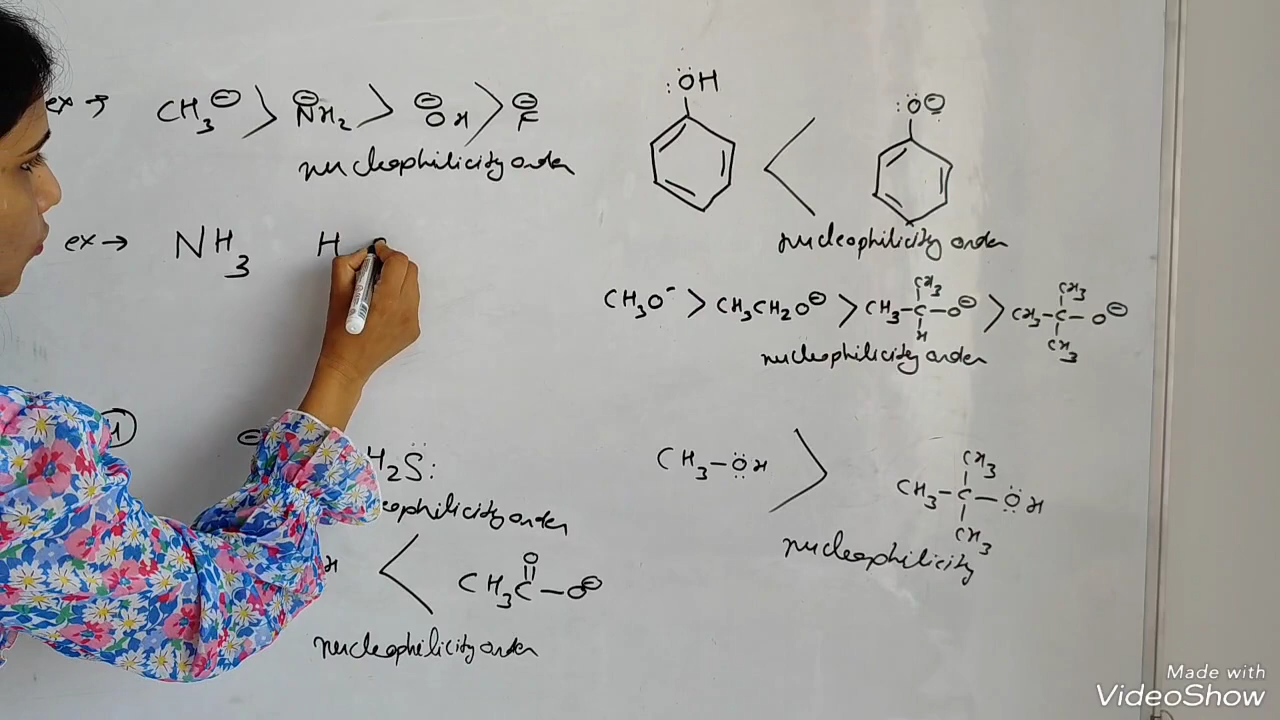 ex → CH₃⊖ > ⊖NH₂ > ⊖OH > ⊖F
nucleophilicity order
ex → NH₃ H
H₂S̈:
nucleophilicity order
H < CH₃C(=O)—O⊖
nucleophilicity order
:ÖH < :Ö⊖
nucleophilicity order
CH₃O⁻ > CH₃CH₂O⊖ > CH₃—C(CH₃)(H)—O⊖ > CH₃—C(CH₃)(CH₃)—O⊖
nucleophilicity order
CH₃—ÖH > CH₃—C(CH₃)(CH₃)—ÖH
nucleophilicity
Made with
VideoShow